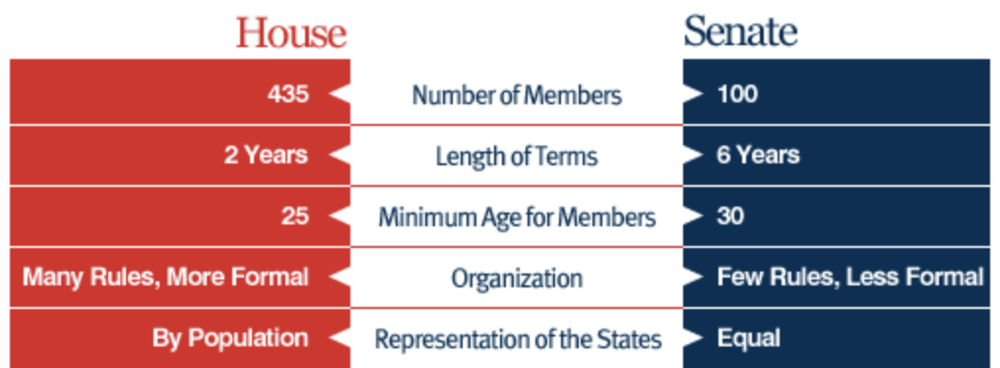 House Senate
435 Number of Members 100
2 Years Length of Terms 6 Years
25 Minimum Age for Members 30
Many Rules, More Formal Organization Few Rules, Less Formal
By Population Representation of the States Equal